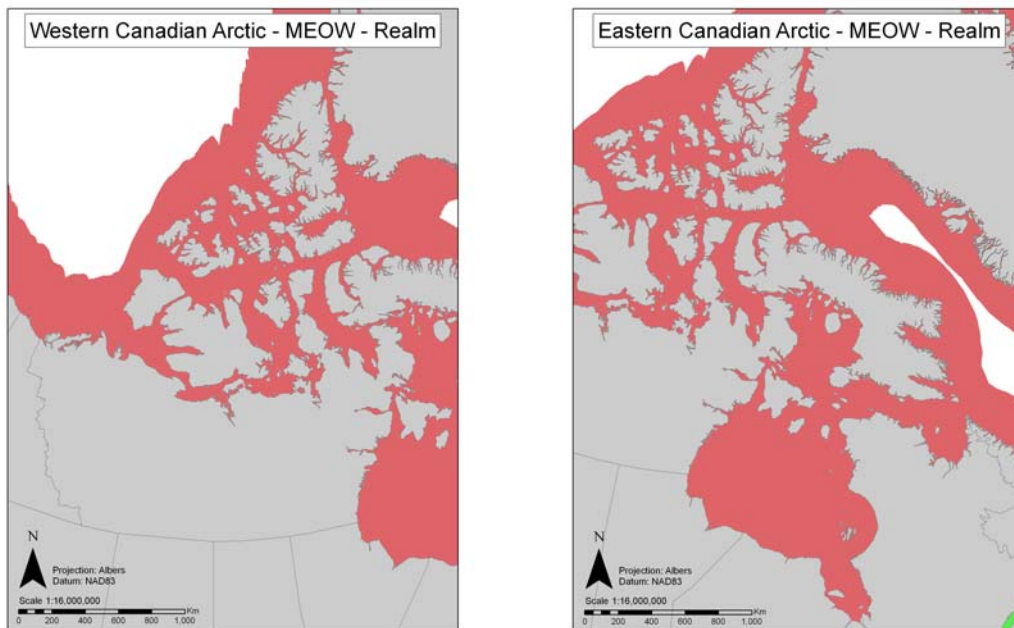 Western Canadian Arctic - MEOW - Realm
N
Projection: Albers
Datum: NAD83
Scale 1:16,000,000
Km
0 200 400 600 800 1,000
Eastern Canadian Arctic - MEOW - Realm
N
Projection: Albers
Datum: NAD83
Scale 1:16,000,000
Km
0 200 400 600 800 1,000